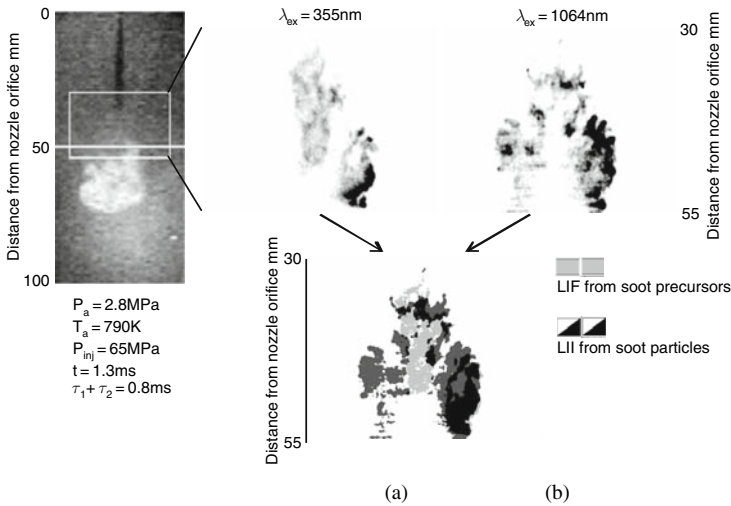 λex = 355nm
λex = 1064nm
0
50
100
Distance from nozzle orifice mm
30
55
Distance from nozzle orifice mm
Pa = 2.8MPa
Ta = 790K
Pinj = 65MPa
t = 1.3ms
τ1 + τ2 = 0.8ms
30
55
Distance from nozzle orifice mm
LIF from soot precursors
LII from soot particles
(a)
(b)